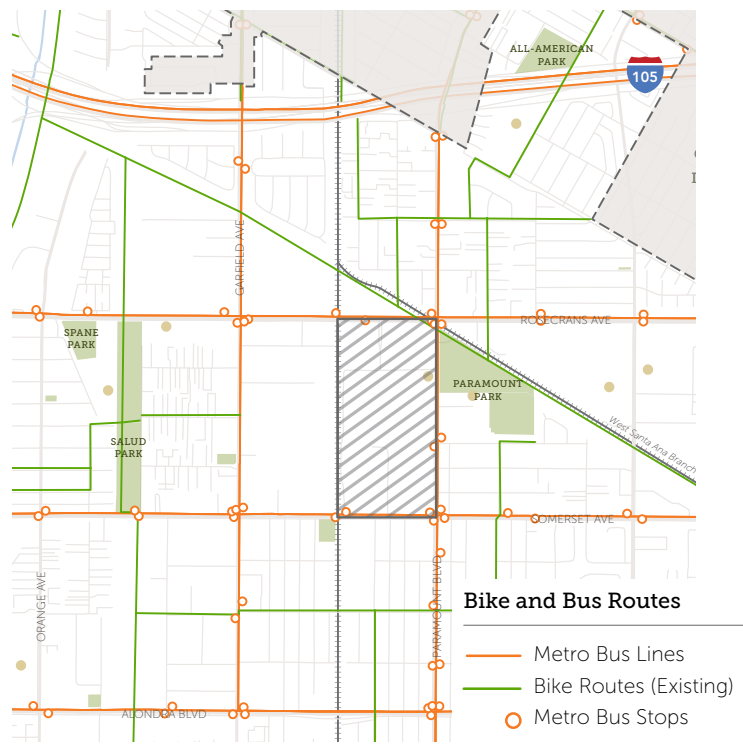 ALL-AMERICAN
PARK
105
GARFIELD AVE
ROSECRANS AVE
SPANE
PARK
PARAMOUNT
PARK
SALUD
PARK
West Santa Ana Branch
SOMERSET AVE
ORANGE AVE
PARAMOUNT BLVD
ALONDRA BLVD
Bike and Bus Routes
Metro Bus Lines
Bike Routes (Existing)
Metro Bus Stops